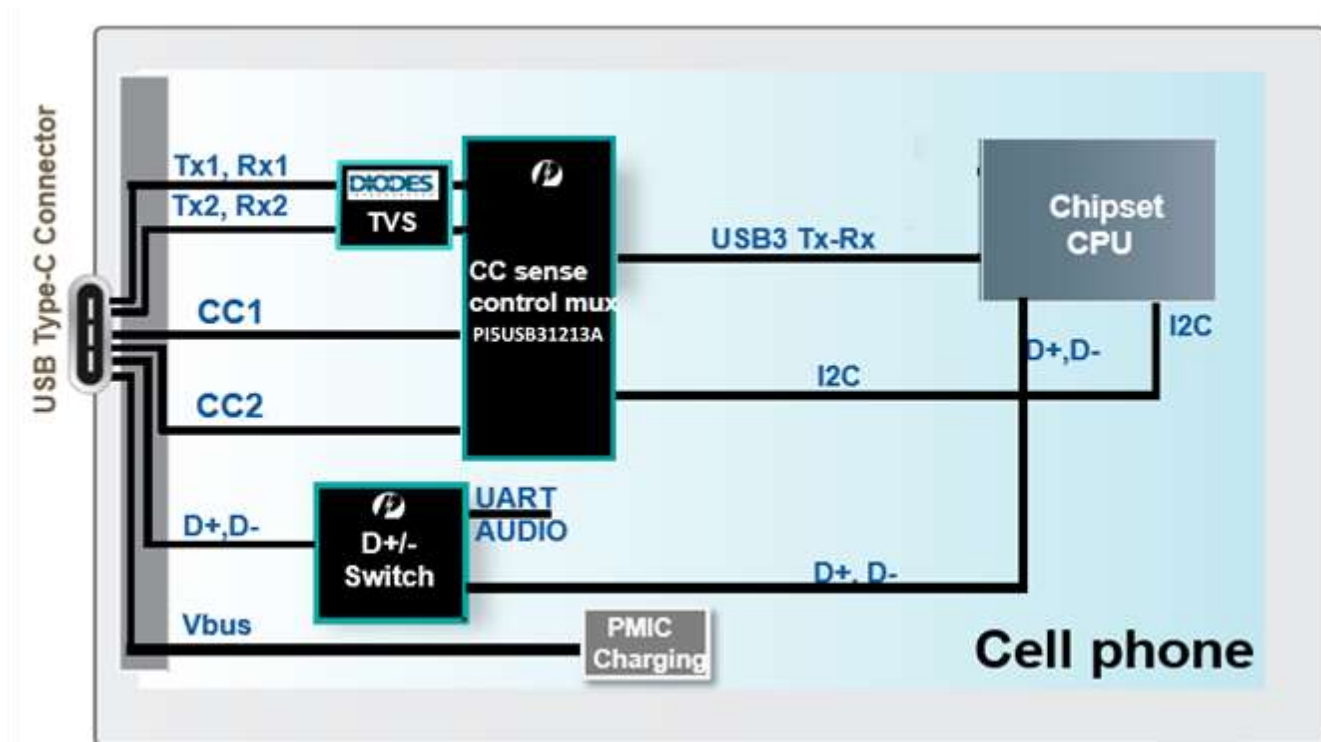 USB Type-C Connector
Tx1, Rx1
Tx2, Rx2
DIODES
TVS
CC1
CC2
CC sense
control mux
PI5USB31213A
USB3 Tx-Rx
Chipset
CPU
I2C
D+,D-
I2C
D+,D-
D+/-
Switch
UART
AUDIO
D+, D-
Vbus
PMIC
Charging
Cell phone